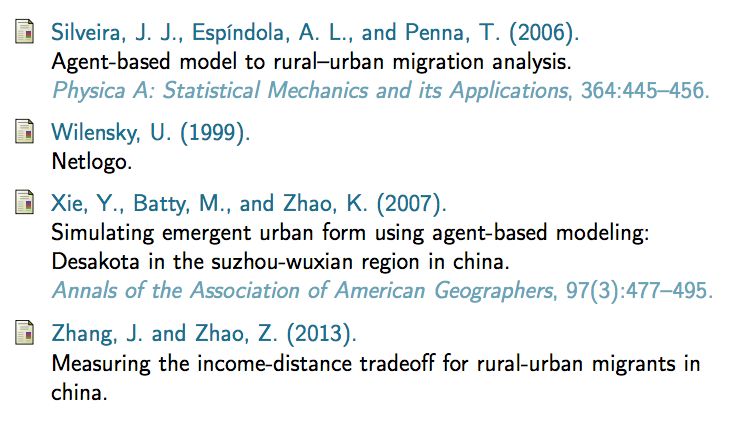 Silveira, J. J., Espíndola, A. L., and Penna, T. (2006).
Agent-based model to rural–urban migration analysis.
Physica A: Statistical Mechanics and its Applications, 364:445–456.
Wilensky, U. (1999).
Netlogo.
Xie, Y., Batty, M., and Zhao, K. (2007).
Simulating emergent urban form using agent-based modeling:
Desakota in the suzhou-wuxian region in china.
Annals of the Association of American Geographers, 97(3):477–495.
Zhang, J. and Zhao, Z. (2013).
Measuring the income-distance tradeoff for rural-urban migrants in
china.